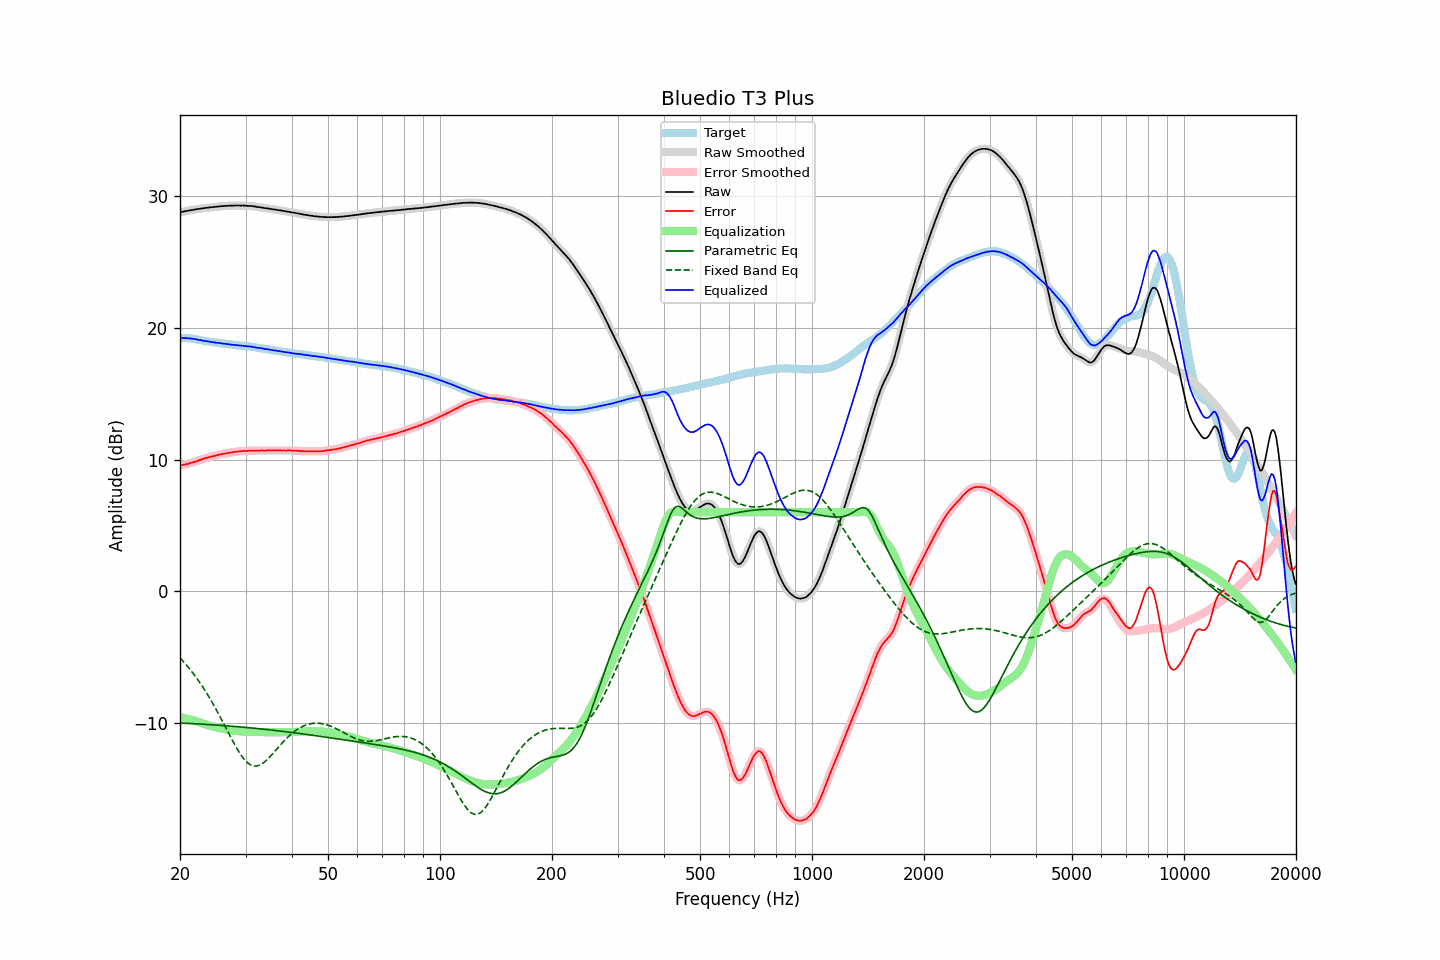 Bluedio T3 Plus
Target
Raw Smoothed
Error Smoothed
Raw
Error
Equalization
Parametric Eq
Fixed Band Eq
Equalized
Amplitude (dBr)
30
20
10
0
−10
20 50 100 200 500 1000 2000 5000 10000 20000
Frequency (Hz)